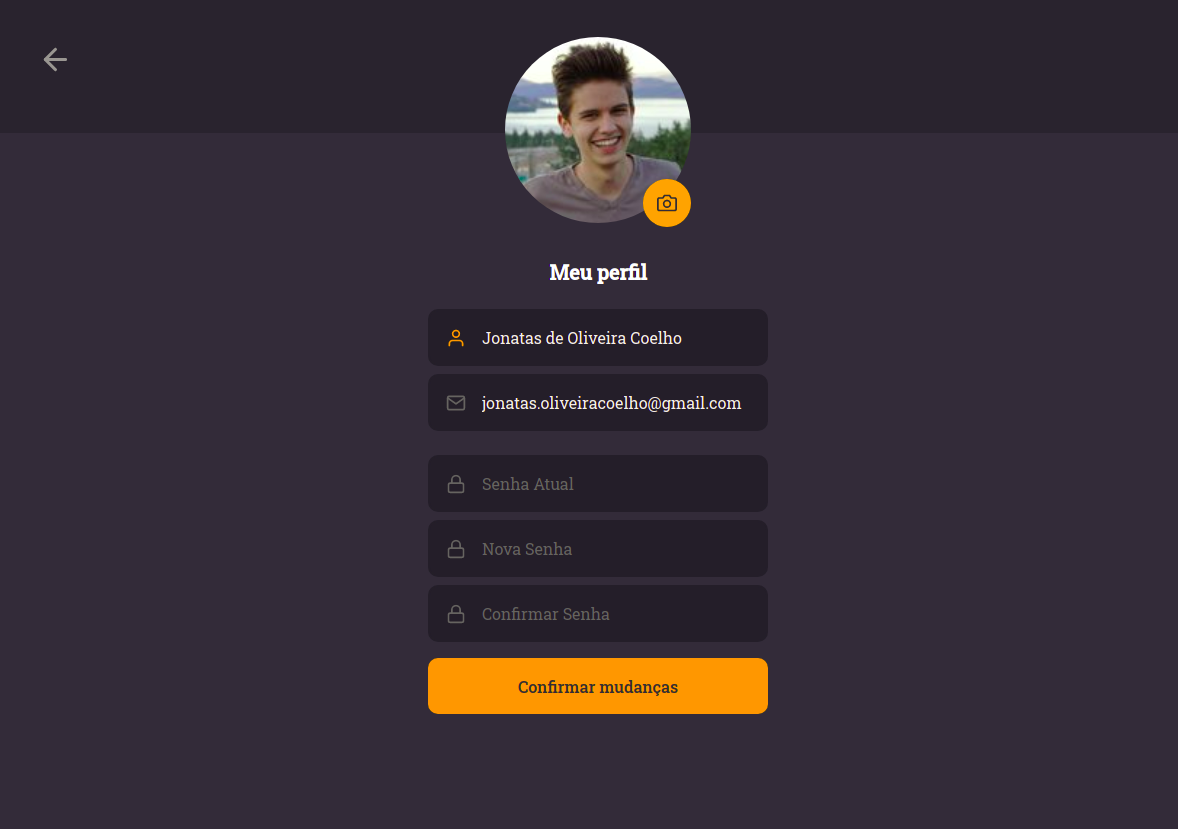 Meu perfil
Jonatas de Oliveira Coelho
jonatas.oliveiracoelho@gmail.com
Senha Atual
Nova Senha
Confirmar Senha
Confirmar mudanças